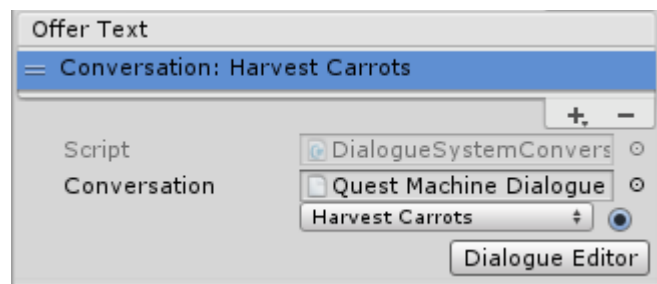 Offer Text
Conversation: Harvest Carrots
Script DialogueSystemConvers
Conversation Quest Machine Dialogue
Harvest Carrots
Dialogue Editor